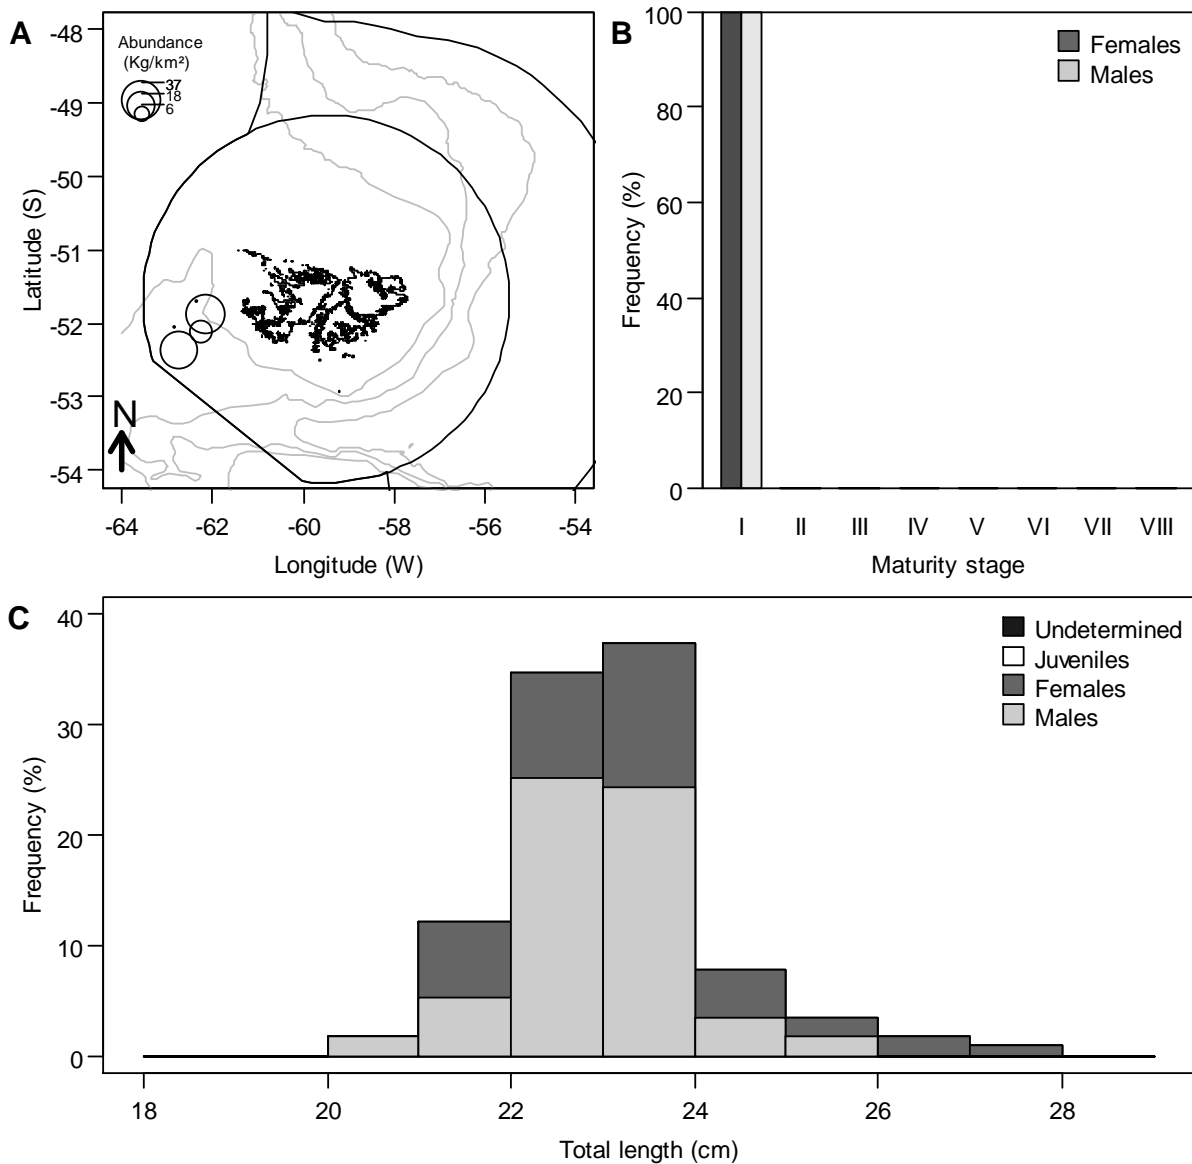 A
Abundance
(Kg/km²)
37
18
6
-48
-49
-50
-51
-52
-53
-54
Latitude (S)
N
-64
-62
-60
-58
-56
-54
Longitude (W)
B
Females
Males
100
80
60
40
20
0
Frequency (%)
I
II
III
IV
V
VI
VII
VIII
Maturity stage
C
Undetermined
Juveniles
Females
Males
40
30
20
10
0
Frequency (%)
18
20
22
24
26
28
Total length (cm)